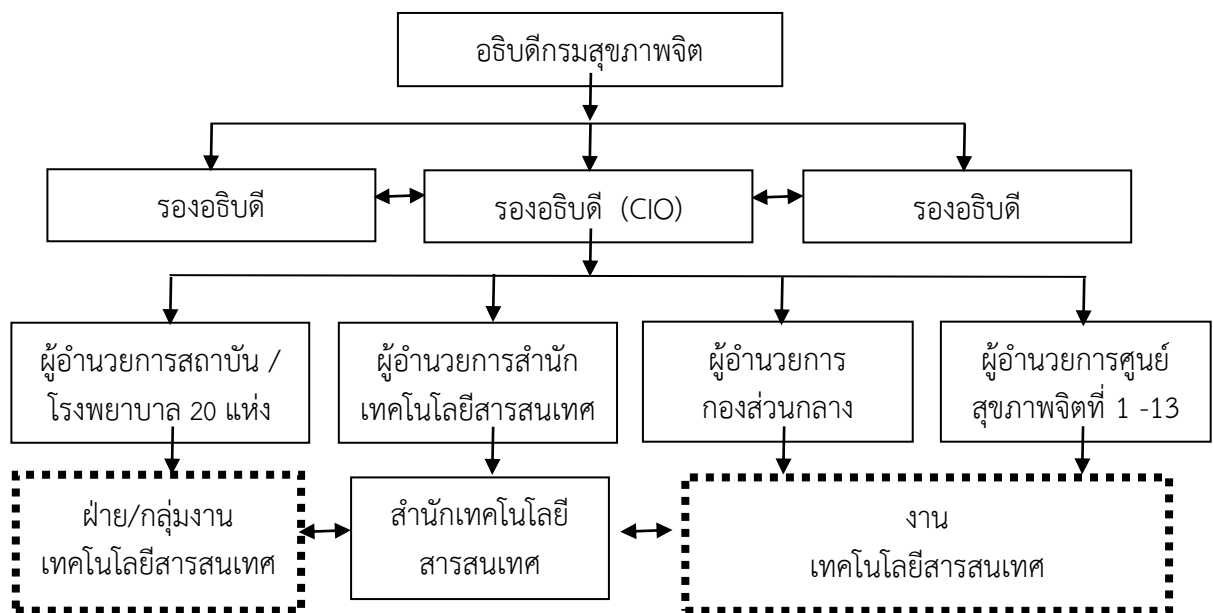 อธิบดีกรมสุขภาพจิต
รองอธิบดี
รองอธิบดี (CIO)
รองอธิบดี
ผู้อำนวยการสถาบัน /
โรงพยาบาล 20 แห่ง
ผู้อำนวยการสำนัก
เทคโนโลยีสารสนเทศ
ผู้อำนวยการ
กองส่วนกลาง
ผู้อำนวยการศูนย์
สุขภาพจิตที่ 1 -13
ฝ่าย/กลุ่มงาน
เทคโนโลยีสารสนเทศ
สำนักเทคโนโลยี
สารสนเทศ
งาน
เทคโนโลยีสารสนเทศ